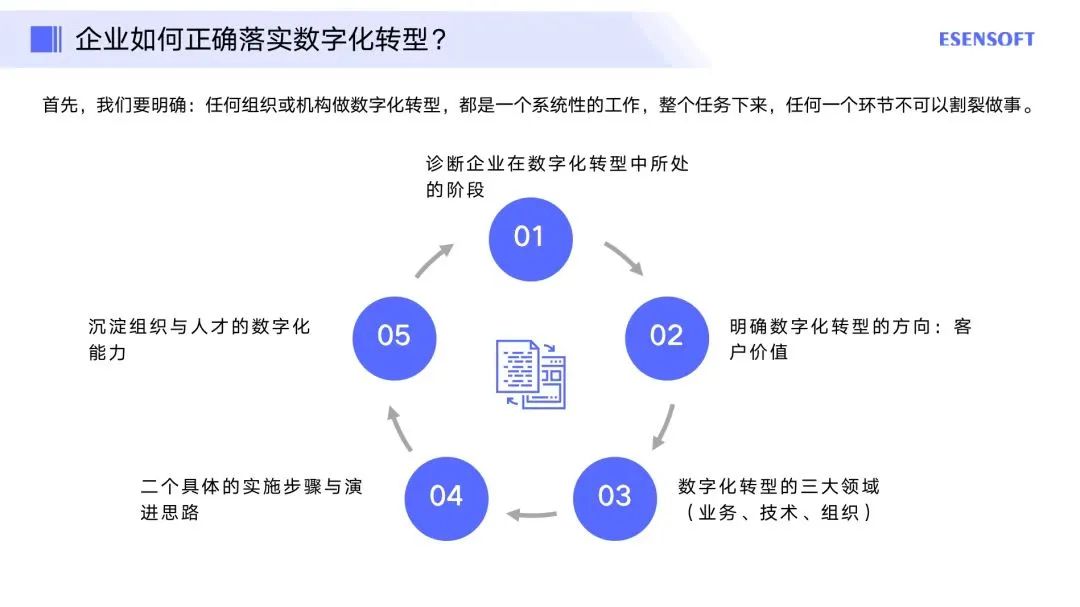 企业如何正确落实数字化转型？
ESENSOFT
首先，我们要明确：任何组织或机构做数字化转型，都是一个系统性的工作，整个任务下来，任何一个环节不可以割裂做事。
诊断企业在数字化转型中所处
的阶段
01
02
明确数字化转型的方向：客
户价值
03
数字化转型的三大领域
（业务、技术、组织）
04
二个具体的实施步骤与演
进思路
05
沉淀组织与人才的数字化
能力